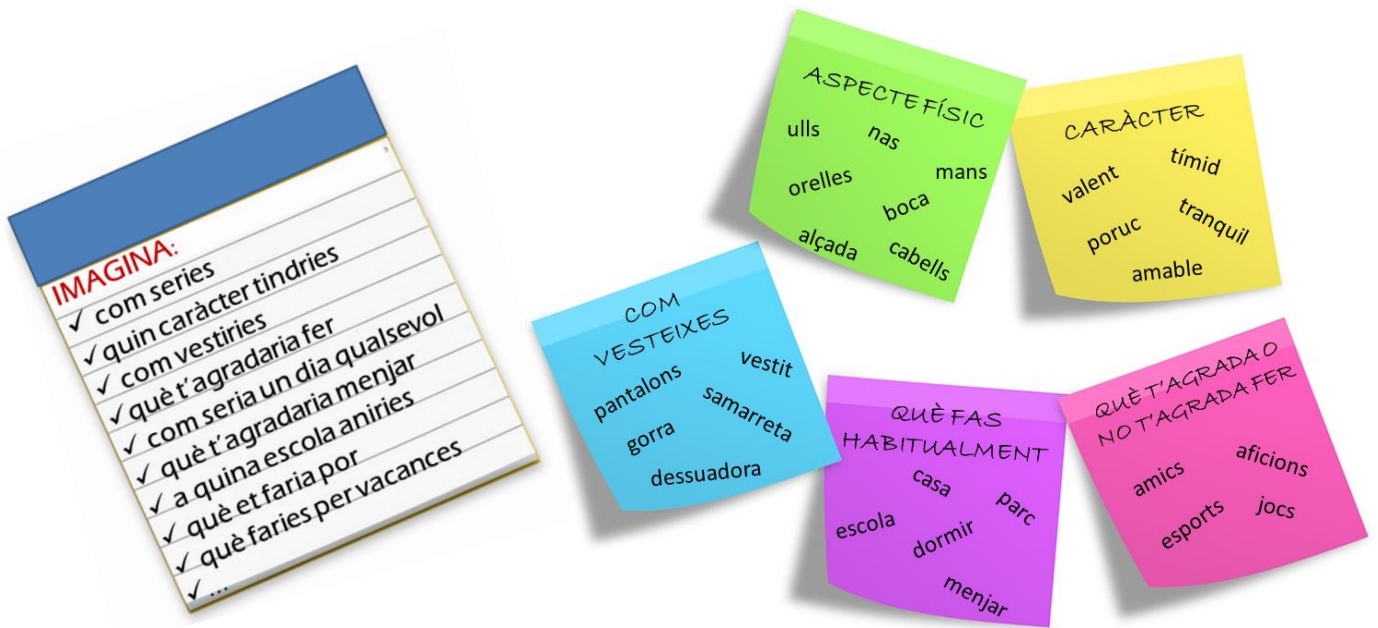 IMAGINA:
✓ com series
✓ quin caràcter tindries
✓ com vestiries
✓ què t'agradaria fer
✓ com seria un dia qualsevol
✓ què t'agradaria menjar
✓ a quina escola aniries
✓ què et faria por
✓ què faries per vacances
✓ ...
ASPECTE FÍSIC
ulls
nas
mans
orelles
boca
alçada
cabells
CARÀCTER
tímid
valent
tranquil
poruc
amable
COM
VESTEIXES
vestit
pantalons
samarreta
gorra
dessuadora
QUÈ FAS
HABITUALMENT
casa
parc
escola
dormir
menjar
QUÈ T'AGRADA O
NO T'AGRADA FER
amics
aficions
esports
jocs